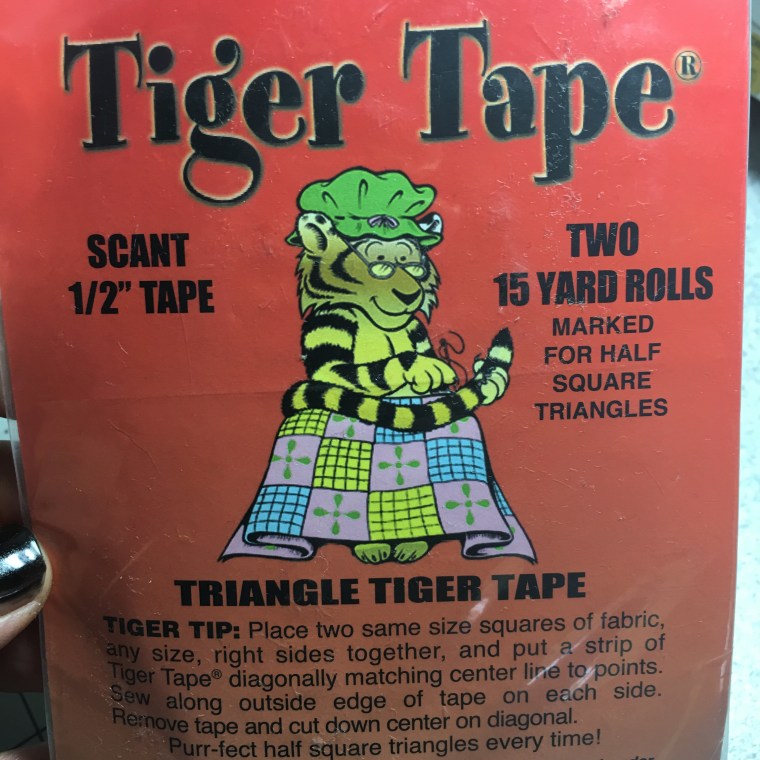 Tiger Tape®
SCANT
1/2” TAPE
TWO
15 YARD ROLLS
MARKED
FOR HALF
SQUARE
TRIANGLES
TRIANGLE TIGER TAPE
TIGER TIP: Place two same size squares of fabric,
any size, right sides together, and put a strip of
Tiger Tape® diagonally matching center line to points.
Sew along outside edge of tape on each side.
Remove tape and cut down center on diagonal.
Purr-fect half square triangles every time!